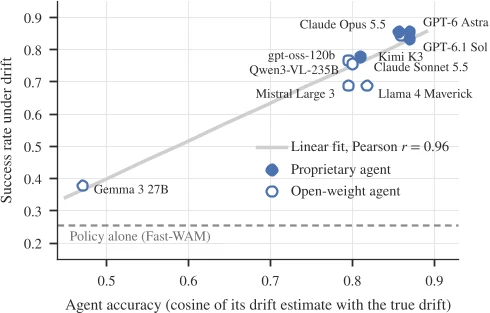 Success rate under drift
0.9
0.8
0.7
0.6
0.5
0.4
0.3
0.2
Claude Opus 5.5
GPT-6 Astra
GPT-6.1 Sol
gpt-oss-120b
Kimi K3
Qwen3-VL-235B
Claude Sonnet 5.5
Mistral Large 3
Llama 4 Maverick
Linear fit, Pearson r = 0.96
Proprietary agent
Open-weight agent
Gemma 3 27B
Policy alone (Fast-WAM)
0.5 0.6 0.7 0.8 0.9
Agent accuracy (cosine of its drift estimate with the true drift)